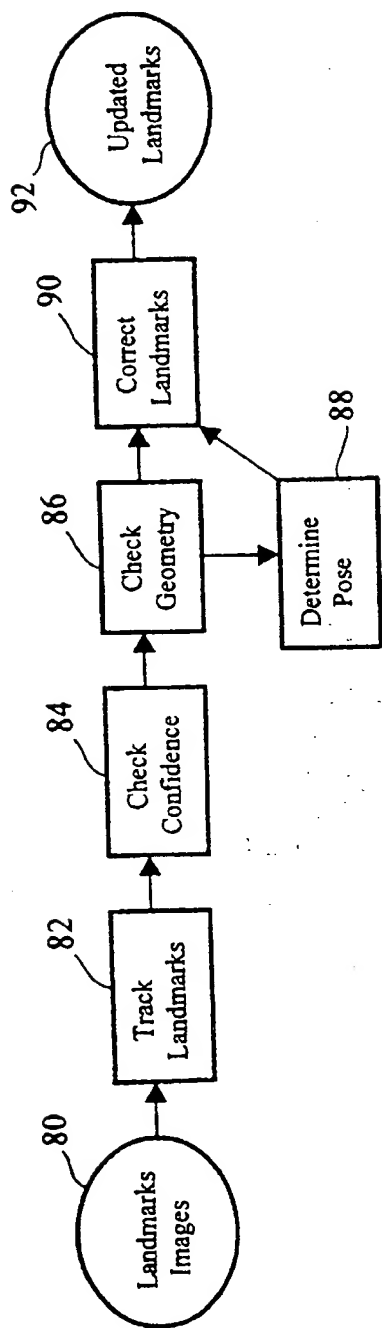 80
Landmarks
Images
82
Track
Landmarks
84
Check
Confidence
86
Check
Geometry
88
Determine
Pose
90
Correct
Landmarks
92
Updated
Landmarks